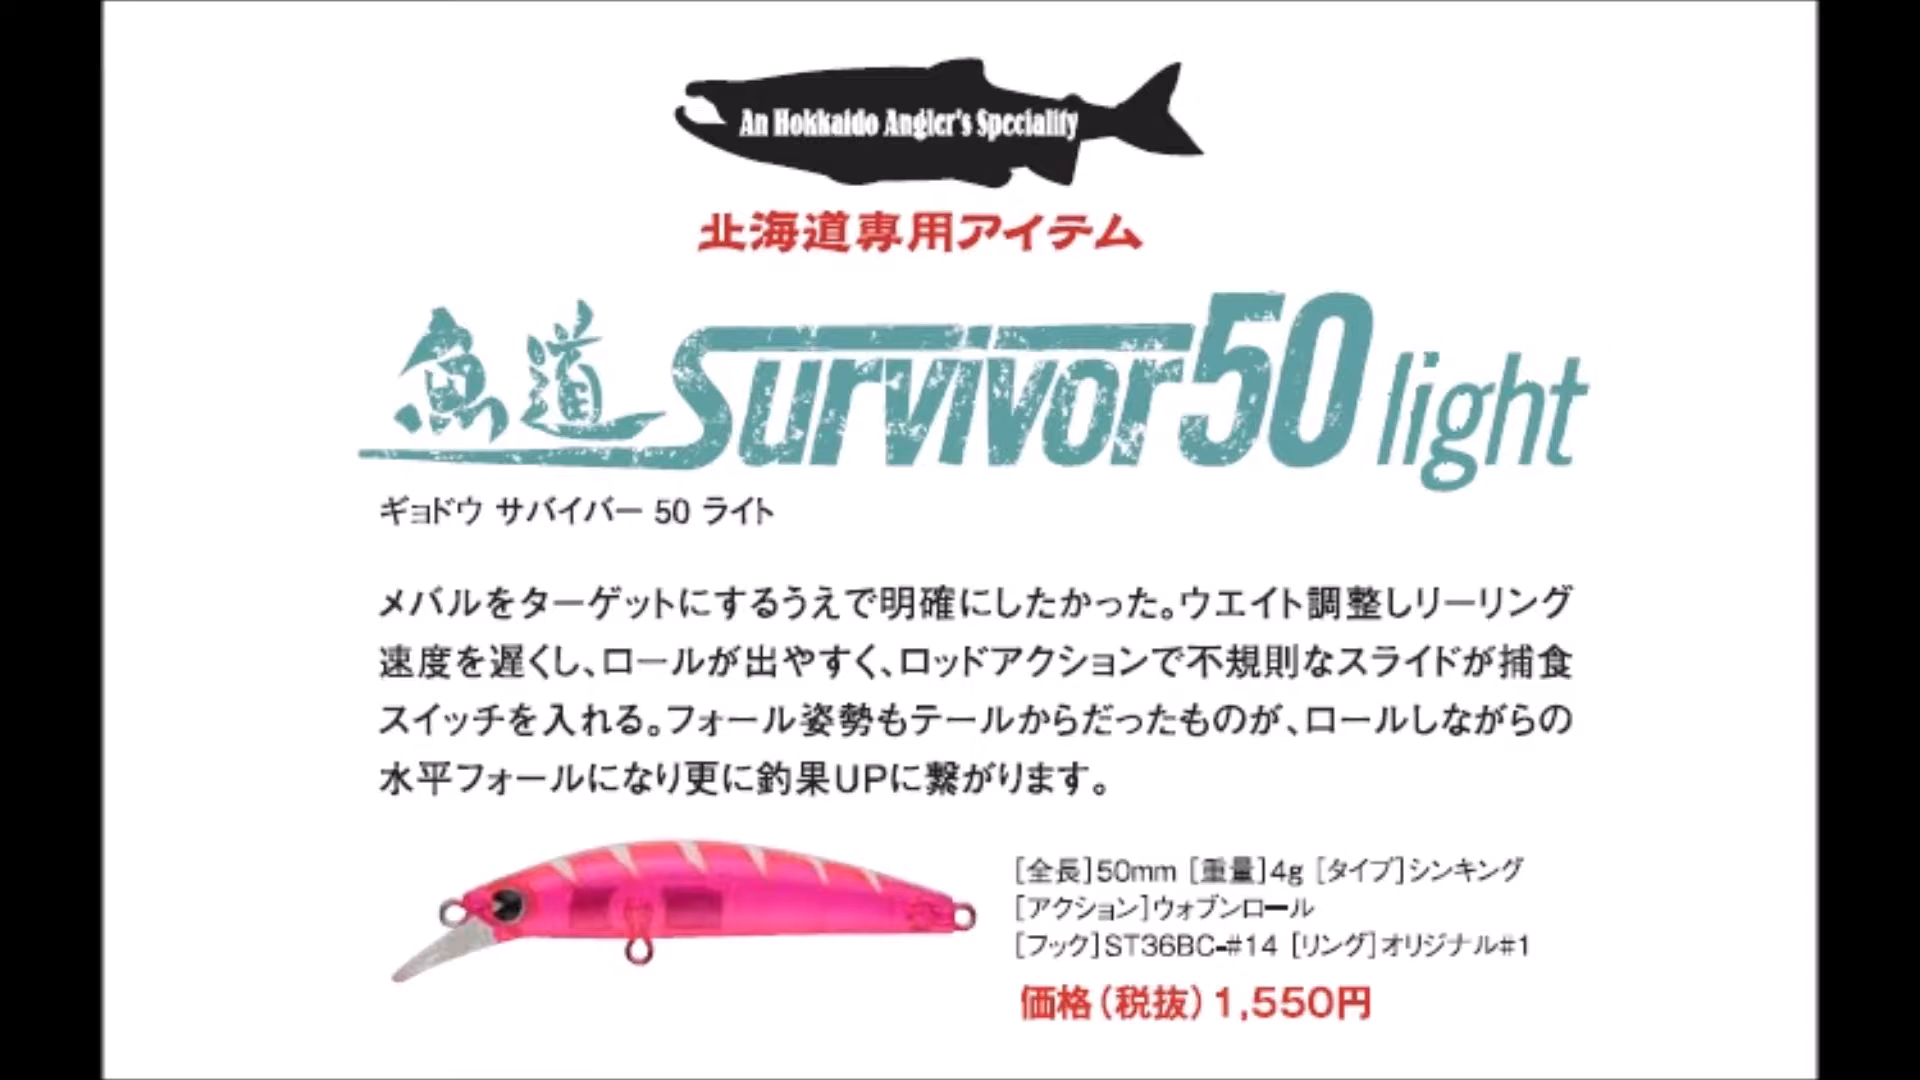 An Hokkaido Angler's Speciality
北海道専用アイテム
魚道 Survivor50 light
ギョドウ サバイバー 50 ライト
メバルをターゲットにするうえで明確にしたかった。ウエイト調整しリーリング
速度を遅くし、ロールが出やすく、ロッドアクションで不規則なスライドが捕食
スイッチを入れる。フォール姿勢もテールからだったものが、ロールしながらの
水平フォールになり更に釣果UPに繋がります。
[全長]50mm [重量]4g [タイプ]シンキング
[アクション]ウォブンロール
[フック]ST36BC-#14 [リング]オリジナル#1
価格(税抜)1,550円